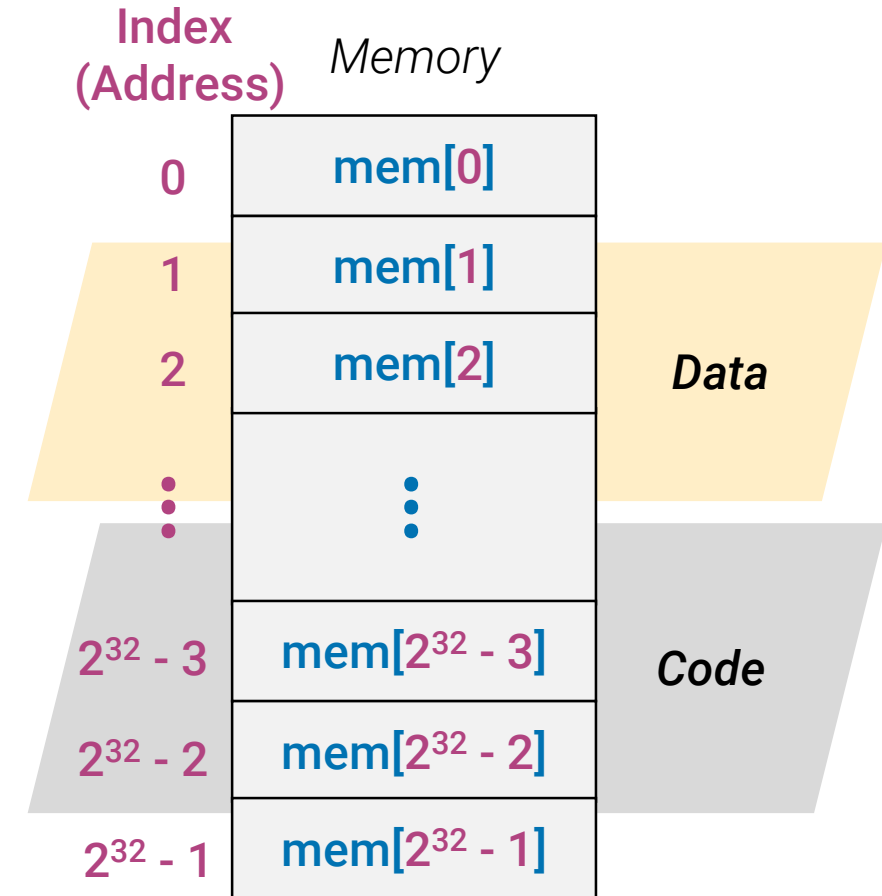 Index
(Address)
Memory
0
mem[0]
1
mem[1]
2
mem[2]
Data
⋮
⋮
2³² - 3
mem[2³² - 3]
Code
2³² - 2
mem[2³² - 2]
2³² - 1
mem[2³² - 1]